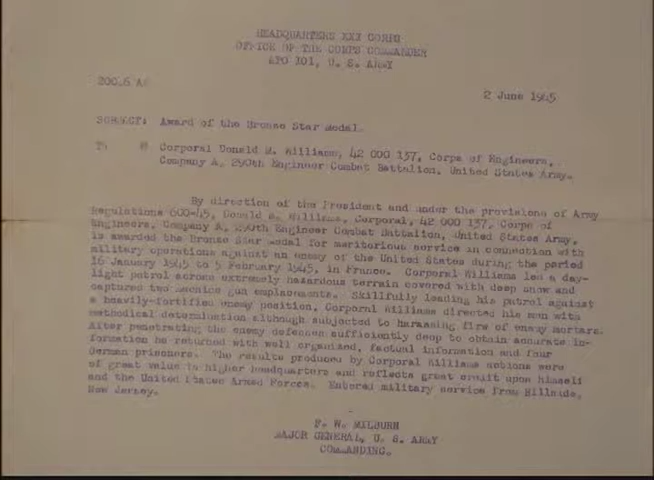 HEADQUARTERS XXI CORPS
OFFICE OF THE CORPS COMMANDER
APO 101, U. S. ARMY
200.6 A
2 June 1945
SUBJECT: Award of the Bronze Star Medal
Corporal Donald R. Williams, 42 000 137, Corps of Engineers,
Company A, 290th Engineer Combat Battalion, United States Army.
By direction of the President and under the provisions of Army
Regulations 600-45, Donald R. Williams, Corporal, 42 000 137, Corps of
Engineers, Company A, 290th Engineer Combat Battalion, United States Army,
is awarded the Bronze Star Medal for meritorious service in connection with
military operations against an enemy of the United States during the period
16 January 1945 to 5 February 1945, in France. Corporal Williams led a day-
light patrol across extremely hazardous terrain covered with deep snow and
captured two machine gun emplacements. Skillfully leading his patrol against
a heavily-fortified enemy position, Corporal Williams directed his men with
methodical determination although subjected to harassing fire of enemy mortars.
After penetrating the enemy defenses sufficiently deep to obtain accurate in-
formation he returned with well organized, factual information and four
German prisoners. The results produced by Corporal Williams actions were
of great value to higher headquarters and reflects great credit upon himself
and the United States Armed Forces. Entered military service from Hillside,
New Jersey.
F. W. MILBURN
MAJOR GENERAL, U. S. ARMY
COMMANDING.